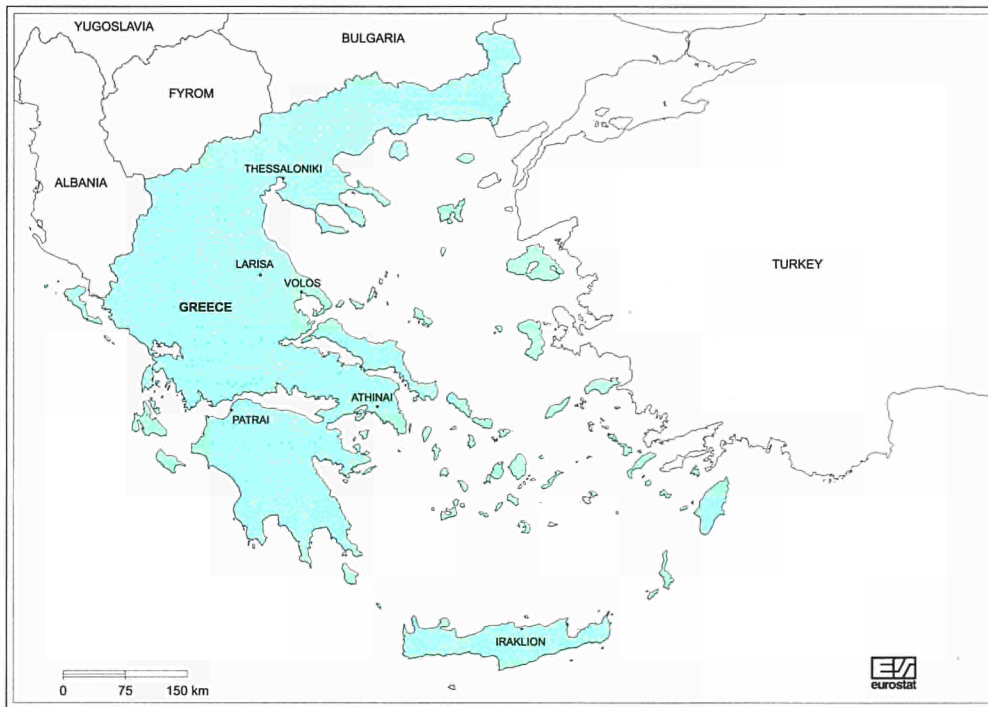 YUGOSLAVIA
BULGARIA
FYROM
THESSALONIKI
ALBANIA
LARISA
TURKEY
VOLOS
GREECE
ATHINAI
PATRAI
IRAKLION
0 75 150 km
eurostat